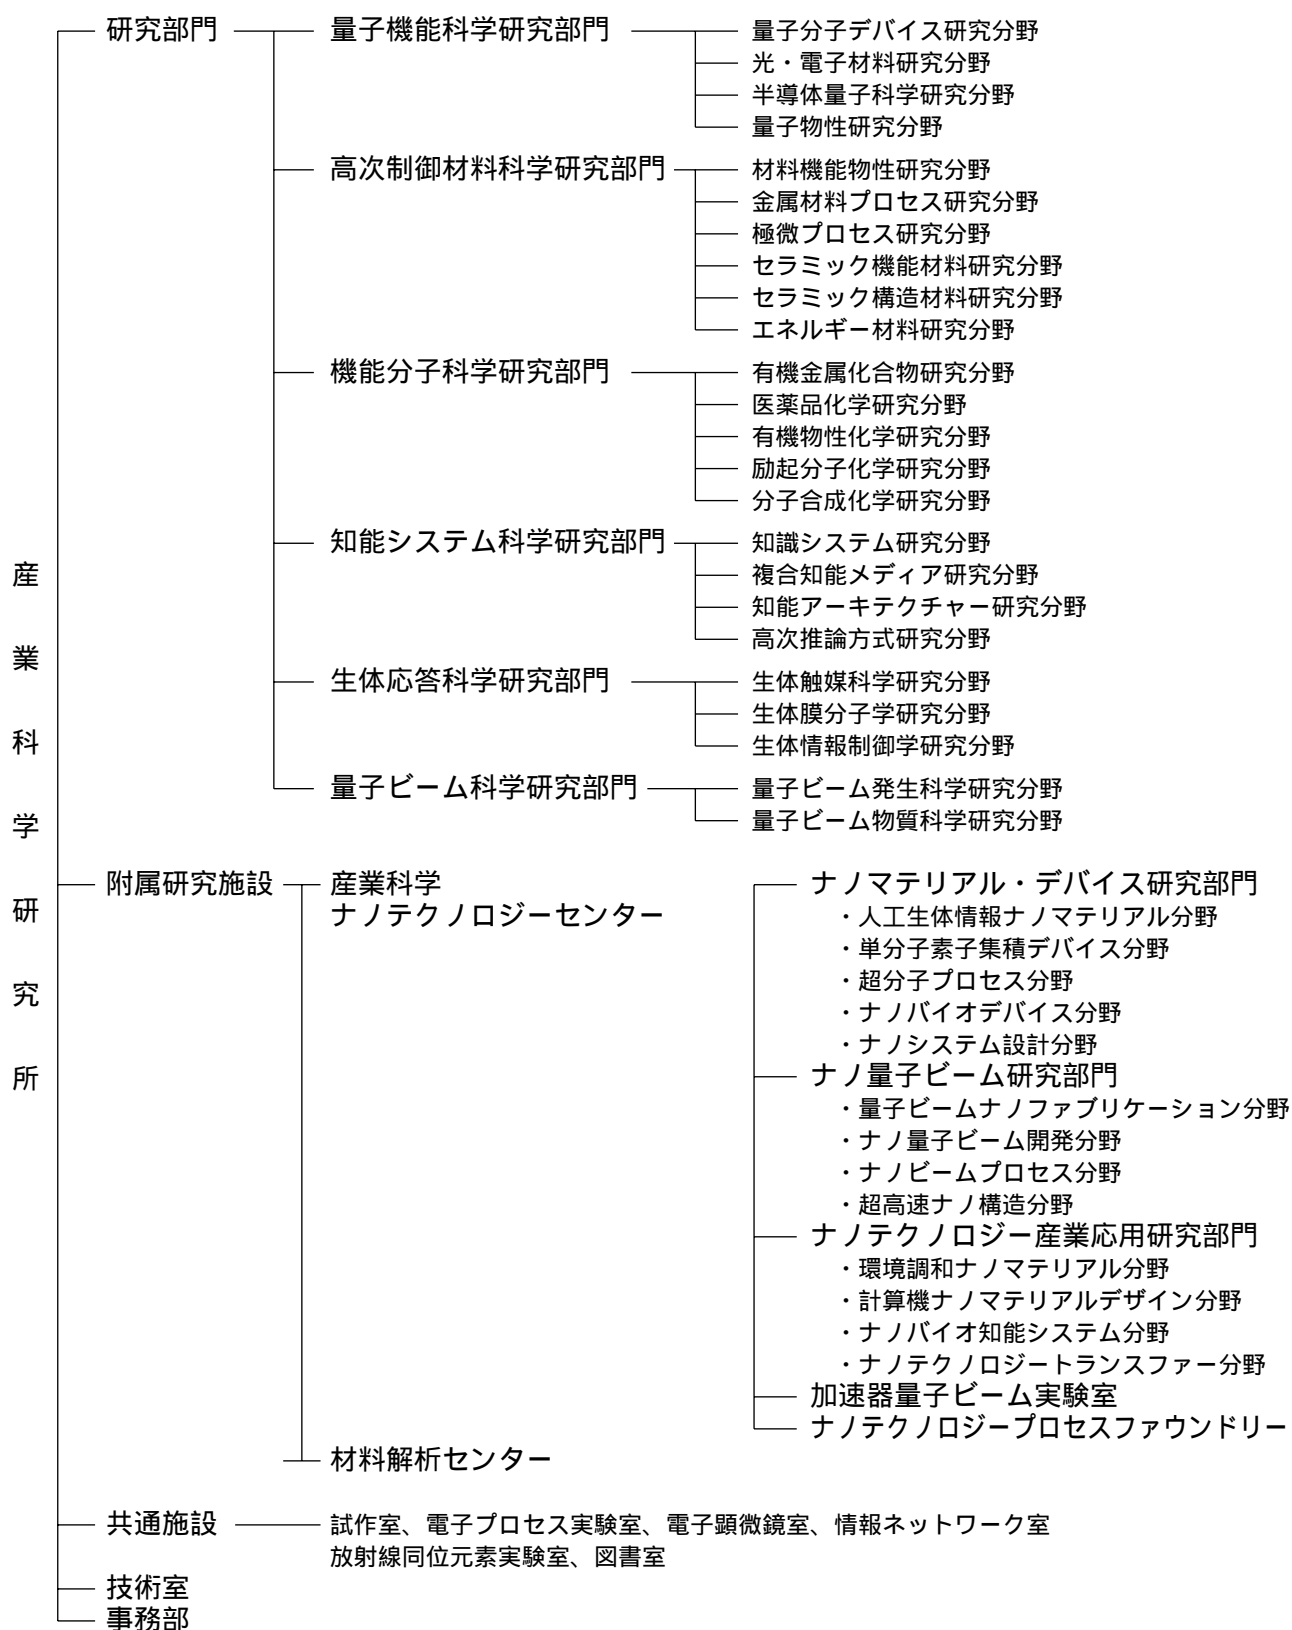 産業科学研究所
研究部門
量子機能科学研究部門
量子分子デバイス研究分野
光・電子材料研究分野
半導体量子科学研究分野
量子物性研究分野
高次制御材料科学研究部門
材料機能物性研究分野
金属材料プロセス研究分野
極微プロセス研究分野
セラミック機能材料研究分野
セラミック構造材料研究分野
エネルギー材料研究分野
機能分子科学研究部門
有機金属化合物研究分野
医薬品化学研究分野
有機物性化学研究分野
励起分子化学研究分野
分子合成化学研究分野
知能システム科学研究部門
知識システム研究分野
複合知能メディア研究分野
知能アーキテクチャー研究分野
高次推論方式研究分野
生体応答科学研究部門
生体触媒科学研究分野
生体膜分子学研究分野
生体情報制御学研究分野
量子ビーム科学研究部門
量子ビーム発生科学研究分野
量子ビーム物質科学研究分野
附属研究施設
産業科学
ナノテクノロジーセンター
ナノマテリアル・デバイス研究部門
・人工生体情報ナノマテリアル分野
・単分子素子集積デバイス分野
・超分子プロセス分野
・ナノバイオデバイス分野
・ナノシステム設計分野
ナノ量子ビーム研究部門
・量子ビームナノファブリケーション分野
・ナノ量子ビーム開発分野
・ナノビームプロセス分野
・超高速ナノ構造分野
ナノテクノロジー産業応用研究部門
・環境調和ナノマテリアル分野
・計算機ナノマテリアルデザイン分野
・ナノバイオ知能システム分野
・ナノテクノロジートランスファー分野
加速器量子ビーム実験室
ナノテクノロジープロセスファウンドリー
材料解析センター
共通施設
試作室、電子プロセス実験室、電子顕微鏡室、情報ネットワーク室
放射線同位元素実験室、図書室
技術室
事務部